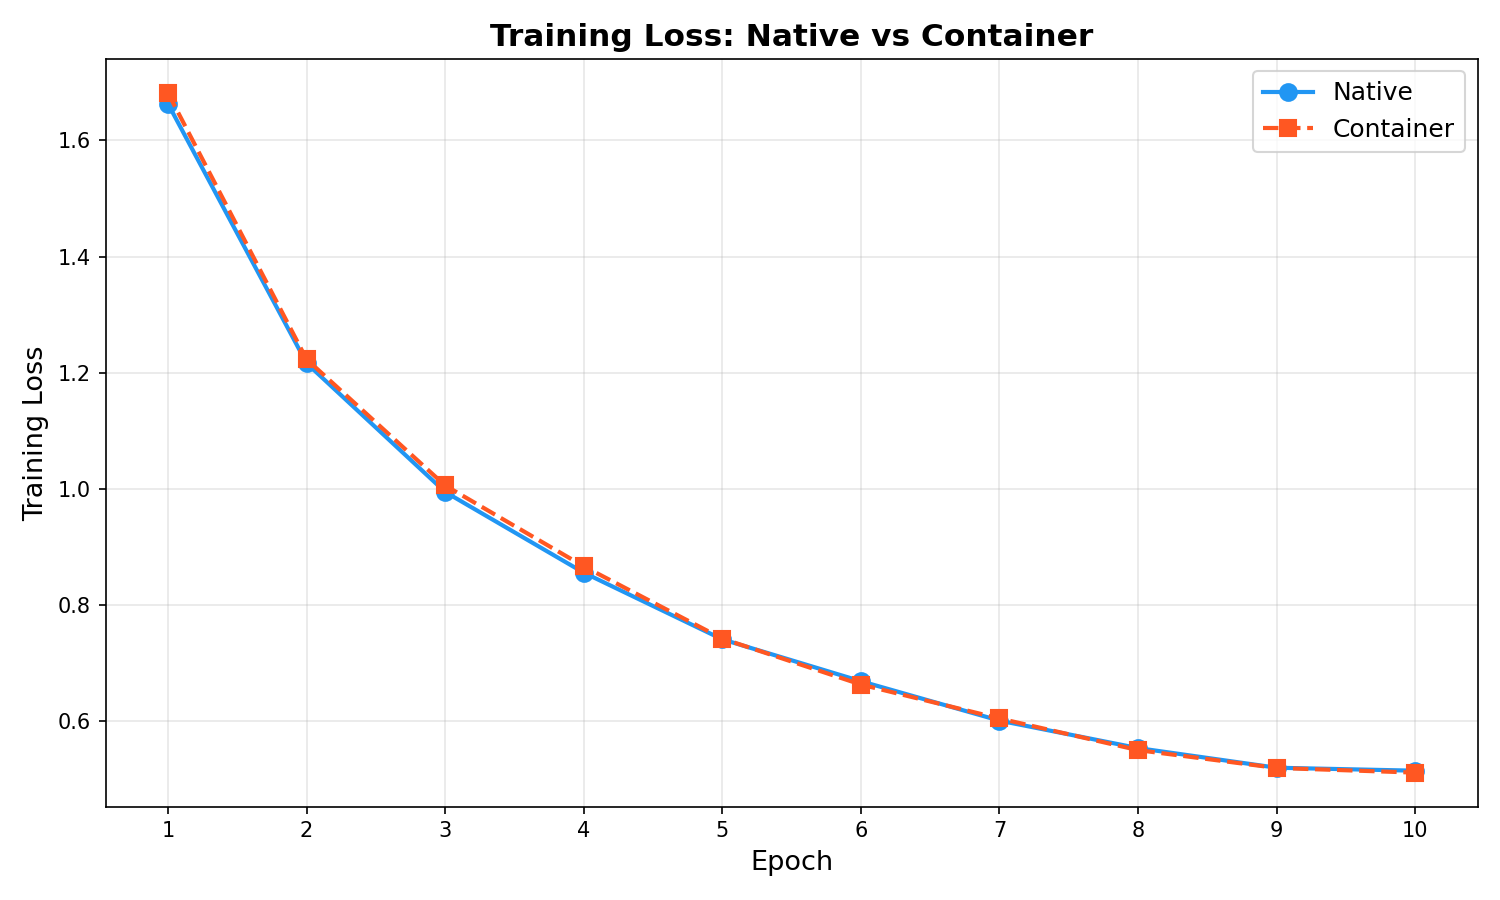 Training Loss: Native vs Container
Native
Container
Training Loss
1.6
1.4
1.2
1.0
0.8
0.6
1 2 3 4 5 6 7 8 9 10
Epoch